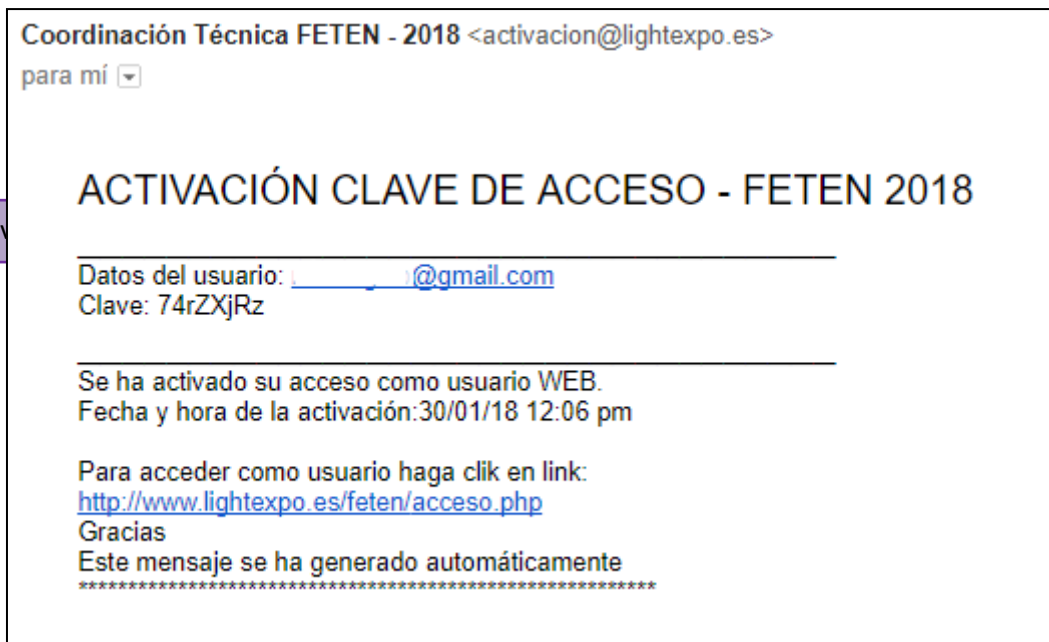 Coordinación Técnica FETEN - 2018 <activacion@lightexpo.es>
para mí
ACTIVACIÓN CLAVE DE ACCESO - FETEN 2018
Datos del usuario: @gmail.com
Clave: 74rZXjRz
Se ha activado su acceso como usuario WEB.
Fecha y hora de la activación:30/01/18 12:06 pm
Para acceder como usuario haga clik en link:
http://www.lightexpo.es/feten/acceso.php
Gracias
Este mensaje se ha generado automáticamente
**********************************************************